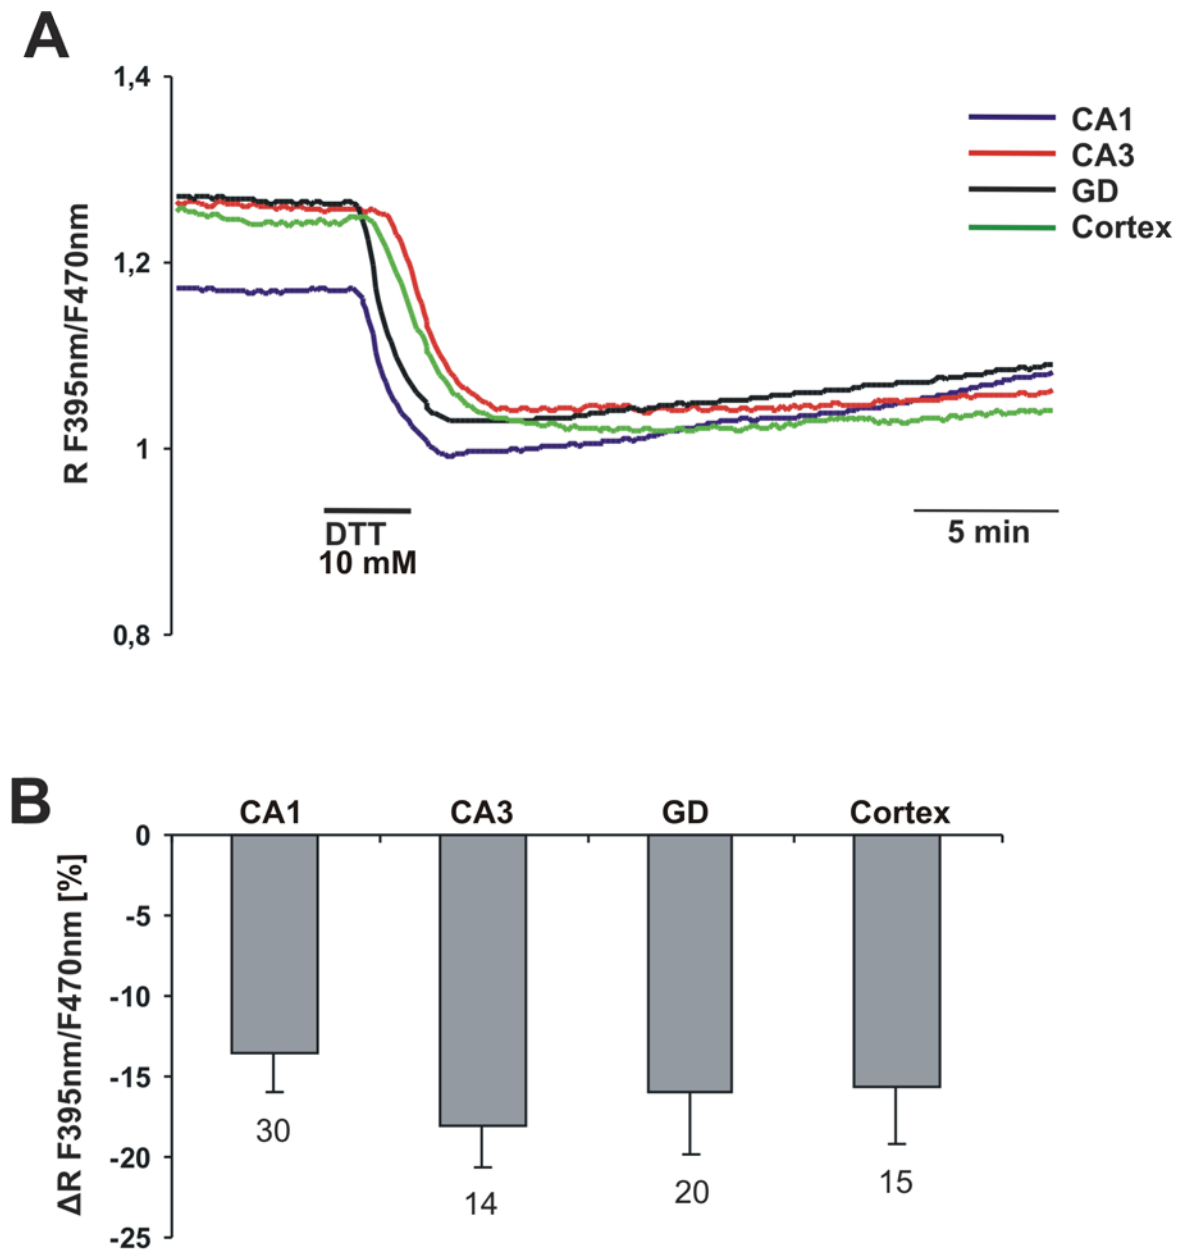 A
1,4
1,2
1
0,8
R F395nm/F470nm
CA1
CA3
GD
Cortex
DTT
10 mM
5 min
B
CA1 CA3 GD Cortex
0
-5
-10
-15
-20
-25
ΔR F395nm/F470nm [%]
30
14
20
15